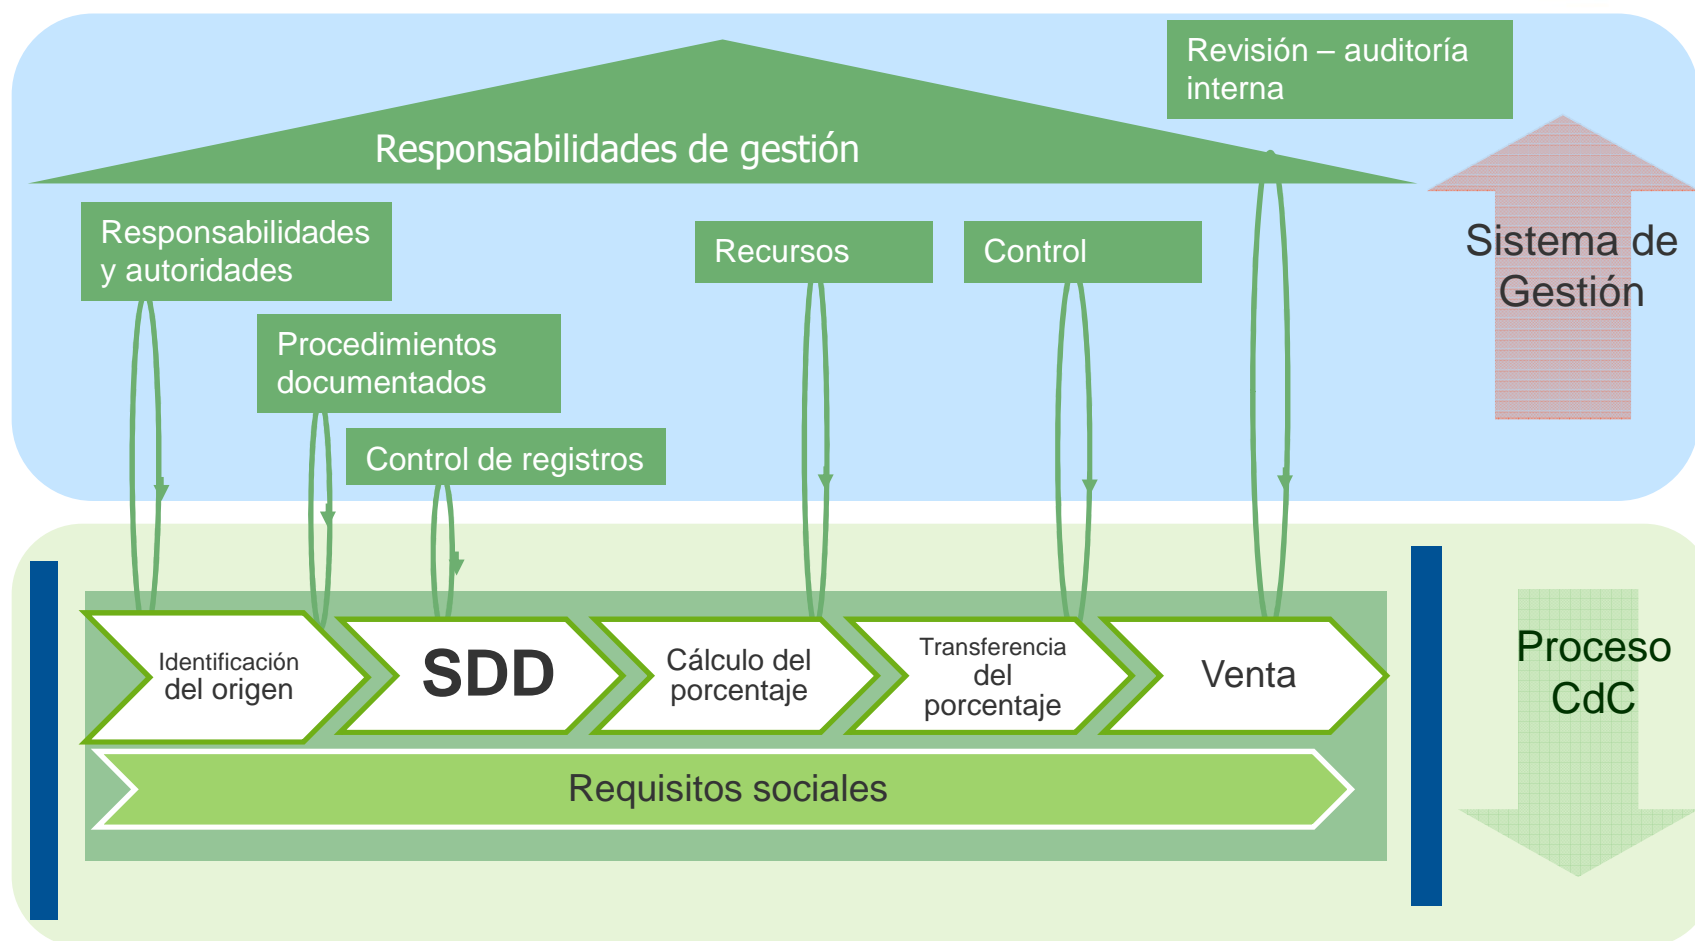 Revisión – auditoría
interna
Responsabilidades de gestión
Responsabilidades
y autoridades
Recursos
Control
Sistema de
Gestión
Procedimientos
documentados
Control de registros
Identificación
del origen
SDD
Cálculo del
porcentaje
Transferencia
del
porcentaje
Venta
Proceso
CdC
Requisitos sociales